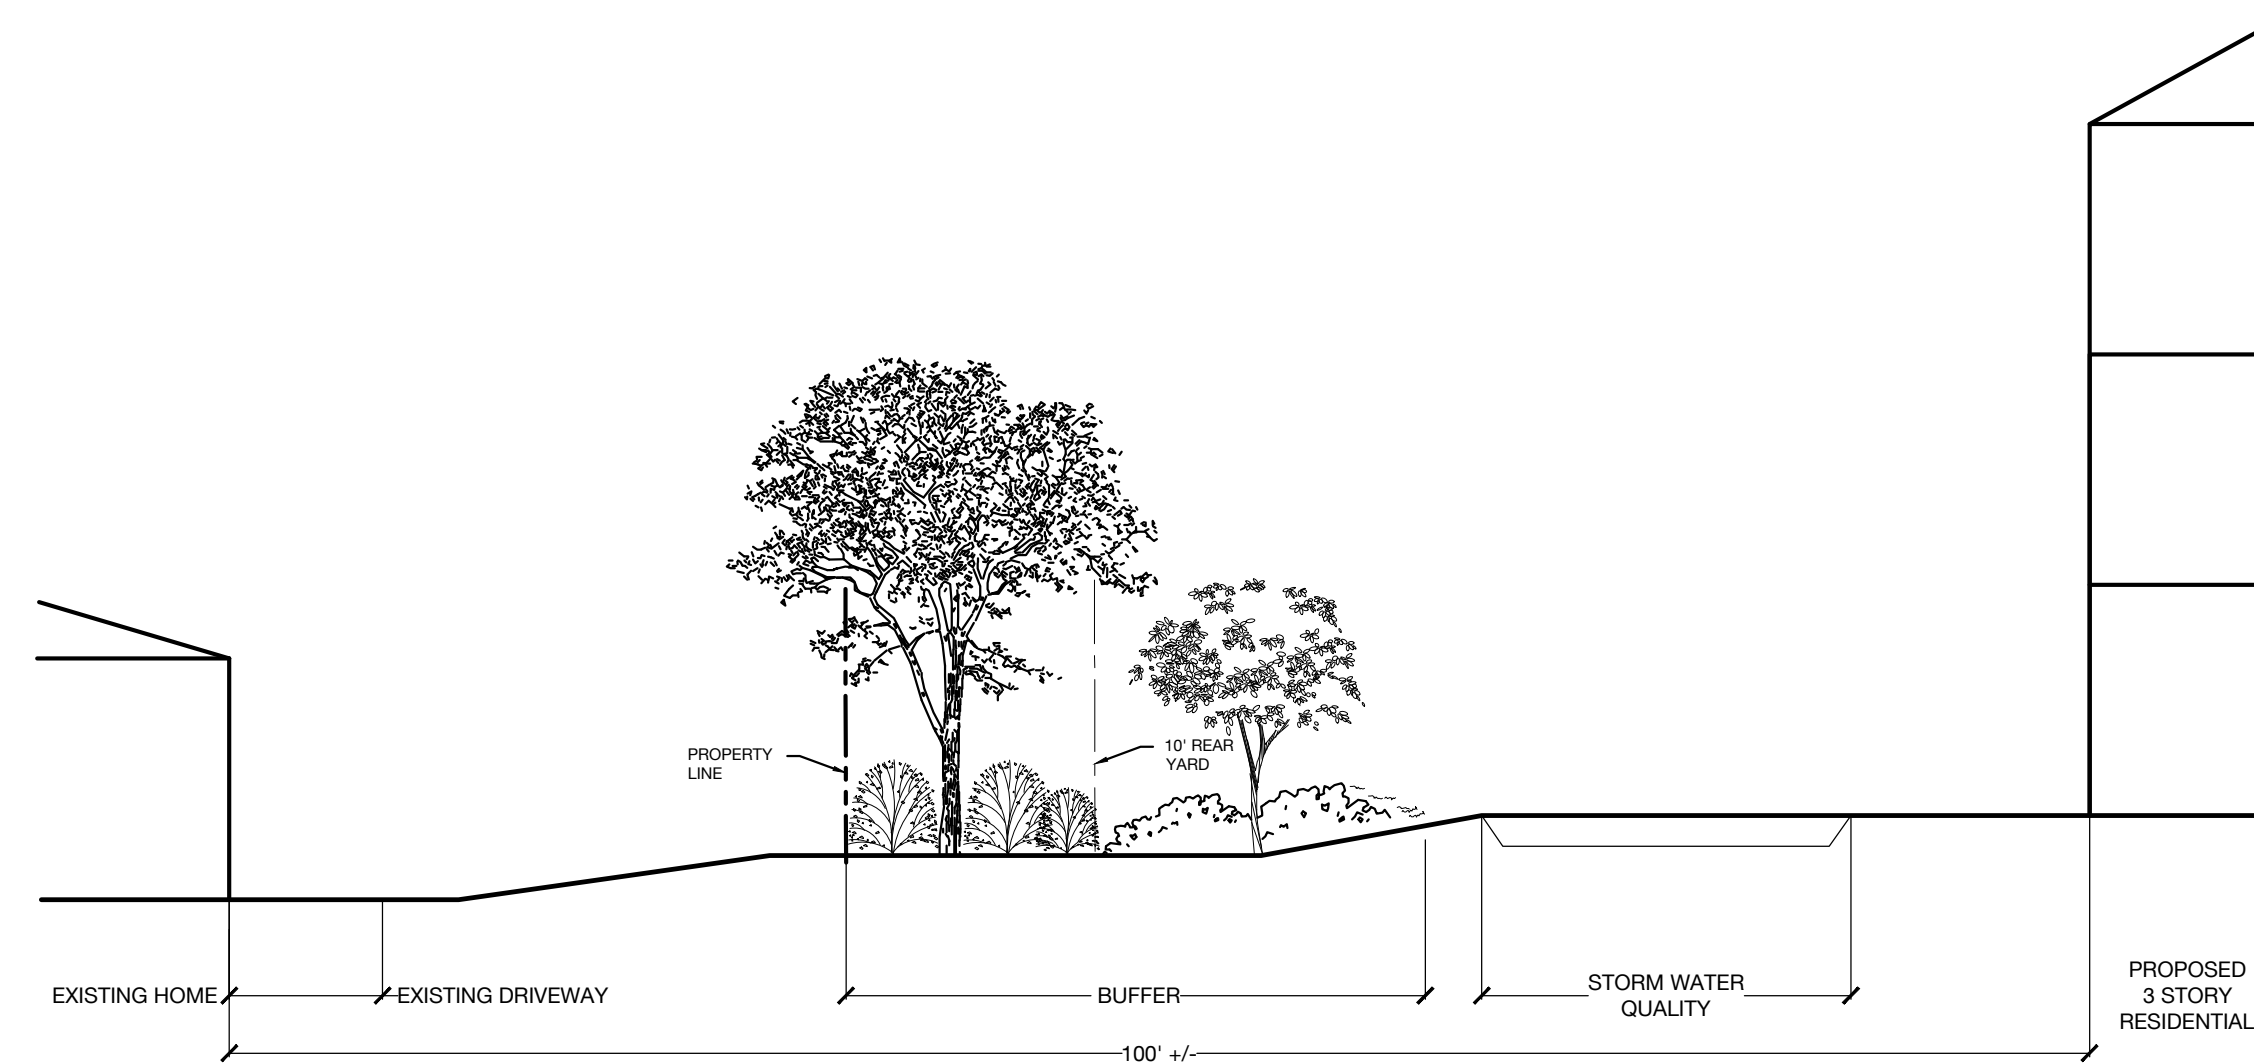 PROPERTY
LINE
10' REAR
YARD
EXISTING HOME
EXISTING DRIVEWAY
BUFFER
STORM WATER
QUALITY
PROPOSED
3 STORY
RESIDENTIAL
100' +/-